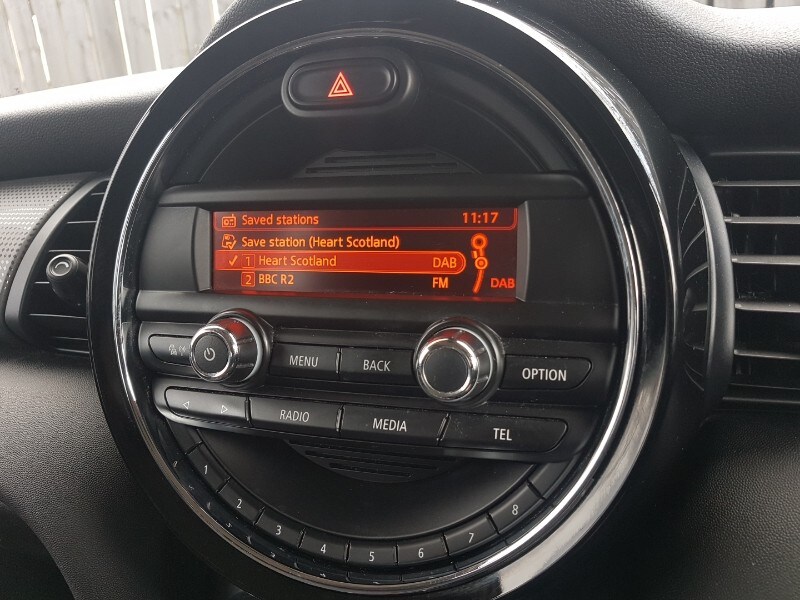 Saved stations 11:17
Save station (Heart Scotland)
✓ 1 Heart Scotland DAB
2 BBC R2 FM DAB
MENU BACK OPTION
RADIO MEDIA TEL
1 2 3 4 5 6 7 8